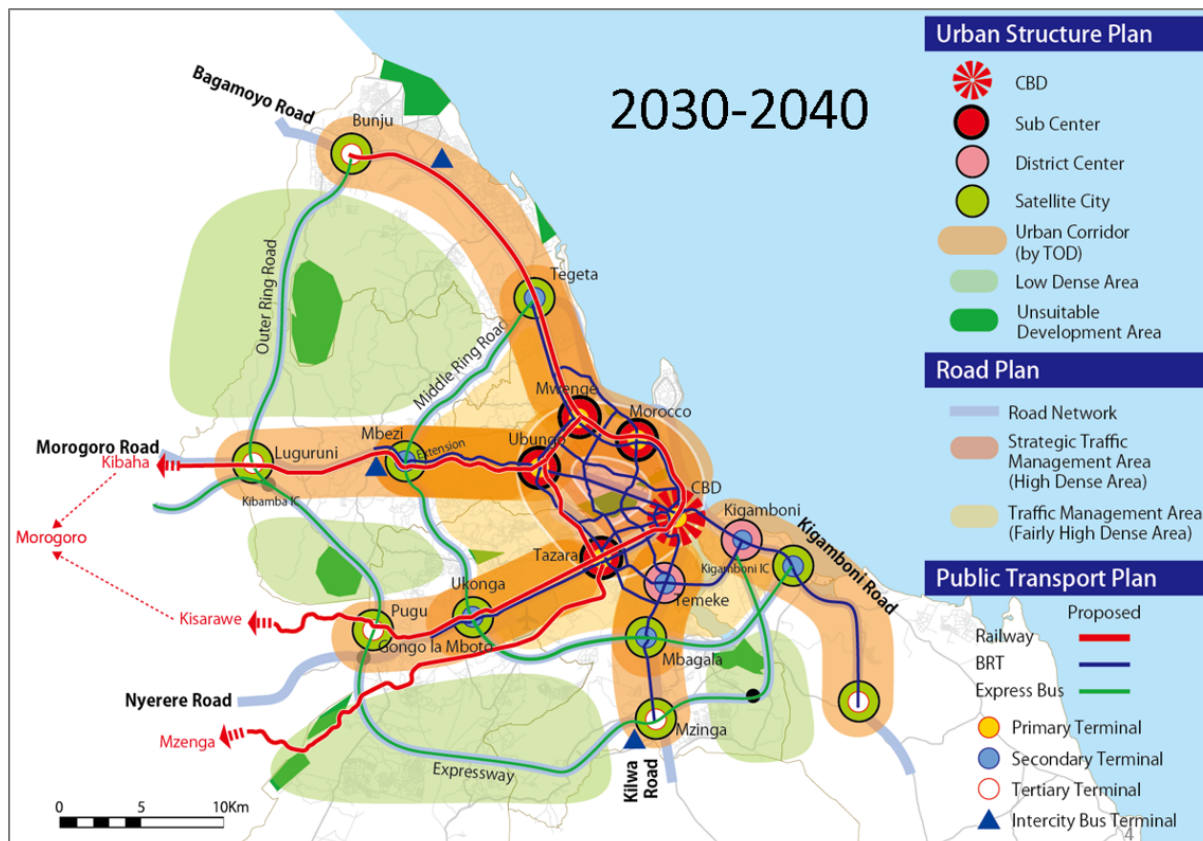 2030-2040
Bagamoyo Road
Bunju
Outer Ring Road
Tegeta
Middle Ring Road
Mwenge
Morocco
Morogoro Road
Kibaha
Luguruni
Kibamba IC
Mbezi
Extension
Ubungo
CBD
Kigamboni
Kigamboni IC
Kigamboni Road
Morogoro
Tazara
Temeke
Ukonga
Kisarawe
Pugu
Gongo la Mboto
Mbagala
Nyerere Road
Mzenga
Mzinga
Expressway
Kilwa
Road
0 5 10Km
Urban Structure Plan
CBD
Sub Center
District Center
Satellite City
Urban Corridor
(by TOD)
Low Dense Area
Unsuitable
Development Area
Road Plan
Road Network
Strategic Traffic
Management Area
(High Dense Area)
Traffic Management Area
(Fairly High Dense Area)
Public Transport Plan
Proposed
Railway
BRT
Express Bus
Primary Terminal
Secondary Terminal
Tertiary Terminal
Intercity Bus Terminal
4